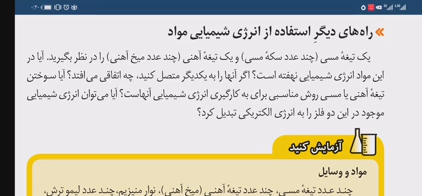 راه‌های دیگرِ استفاده از انرژی شیمیایی مواد
یک تیغهٔ مسی (چند عدد سکهٔ مسی) و یک تیغهٔ آهنی (چند عدد میخ آهنی) را در نظر بگیرید. آیا در
این مواد انرژی شیمیایی نهفته است؟ اگر آنها را به یکدیگر متصل کنید، چه اتفاقی می‌افتد؟ آیا سوختن
تیغهٔ آهنی یا مسی روش مناسبی برای به کارگیری انرژی شیمیایی آنهاست؟ آیا می‌توان انرژی شیمیایی
موجود در این دو فلز را به انرژی الکتریکی تبدیل کرد؟
آزمایش کنید
مواد و وسایل
چند عدد تیغهٔ مسی، چند عدد تیغهٔ آهنی (میخ آهنی)، نوار منیزیم، چند عدد لیمو ترش،